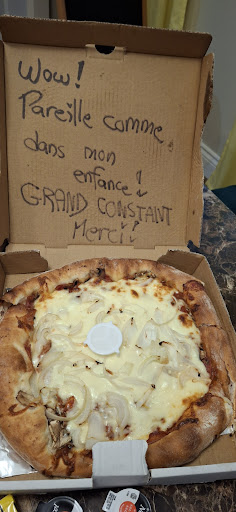 Wow!
Pareille comme
dans mon
enfance!!
GRAND CONSTANT
Merci!!